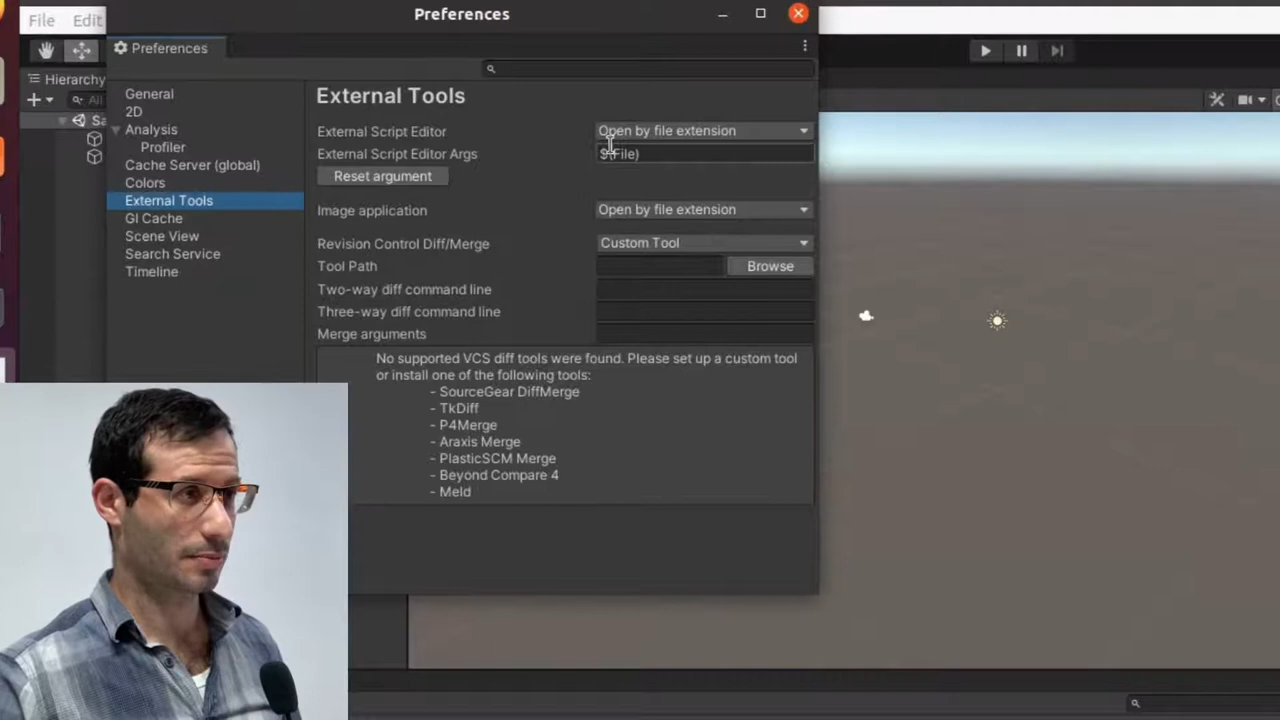 File Edit
Preferences
Preferences
Hierarchy
All
Sa
General
2D
Analysis
Profiler
Cache Server (global)
Colors
External Tools
GI Cache
Scene View
Search Service
Timeline
External Tools
External Script Editor Open by file extension
External Script Editor Args $(File)
Reset argument
Image application Open by file extension
Revision Control Diff/Merge Custom Tool
Tool Path Browse
Two-way diff command line
Three-way diff command line
Merge arguments
No supported VCS diff tools were found. Please set up a custom tool
or install one of the following tools:
- SourceGear DiffMerge
- TkDiff
- P4Merge
- Araxis Merge
- PlasticSCM Merge
- Beyond Compare 4
- Meld